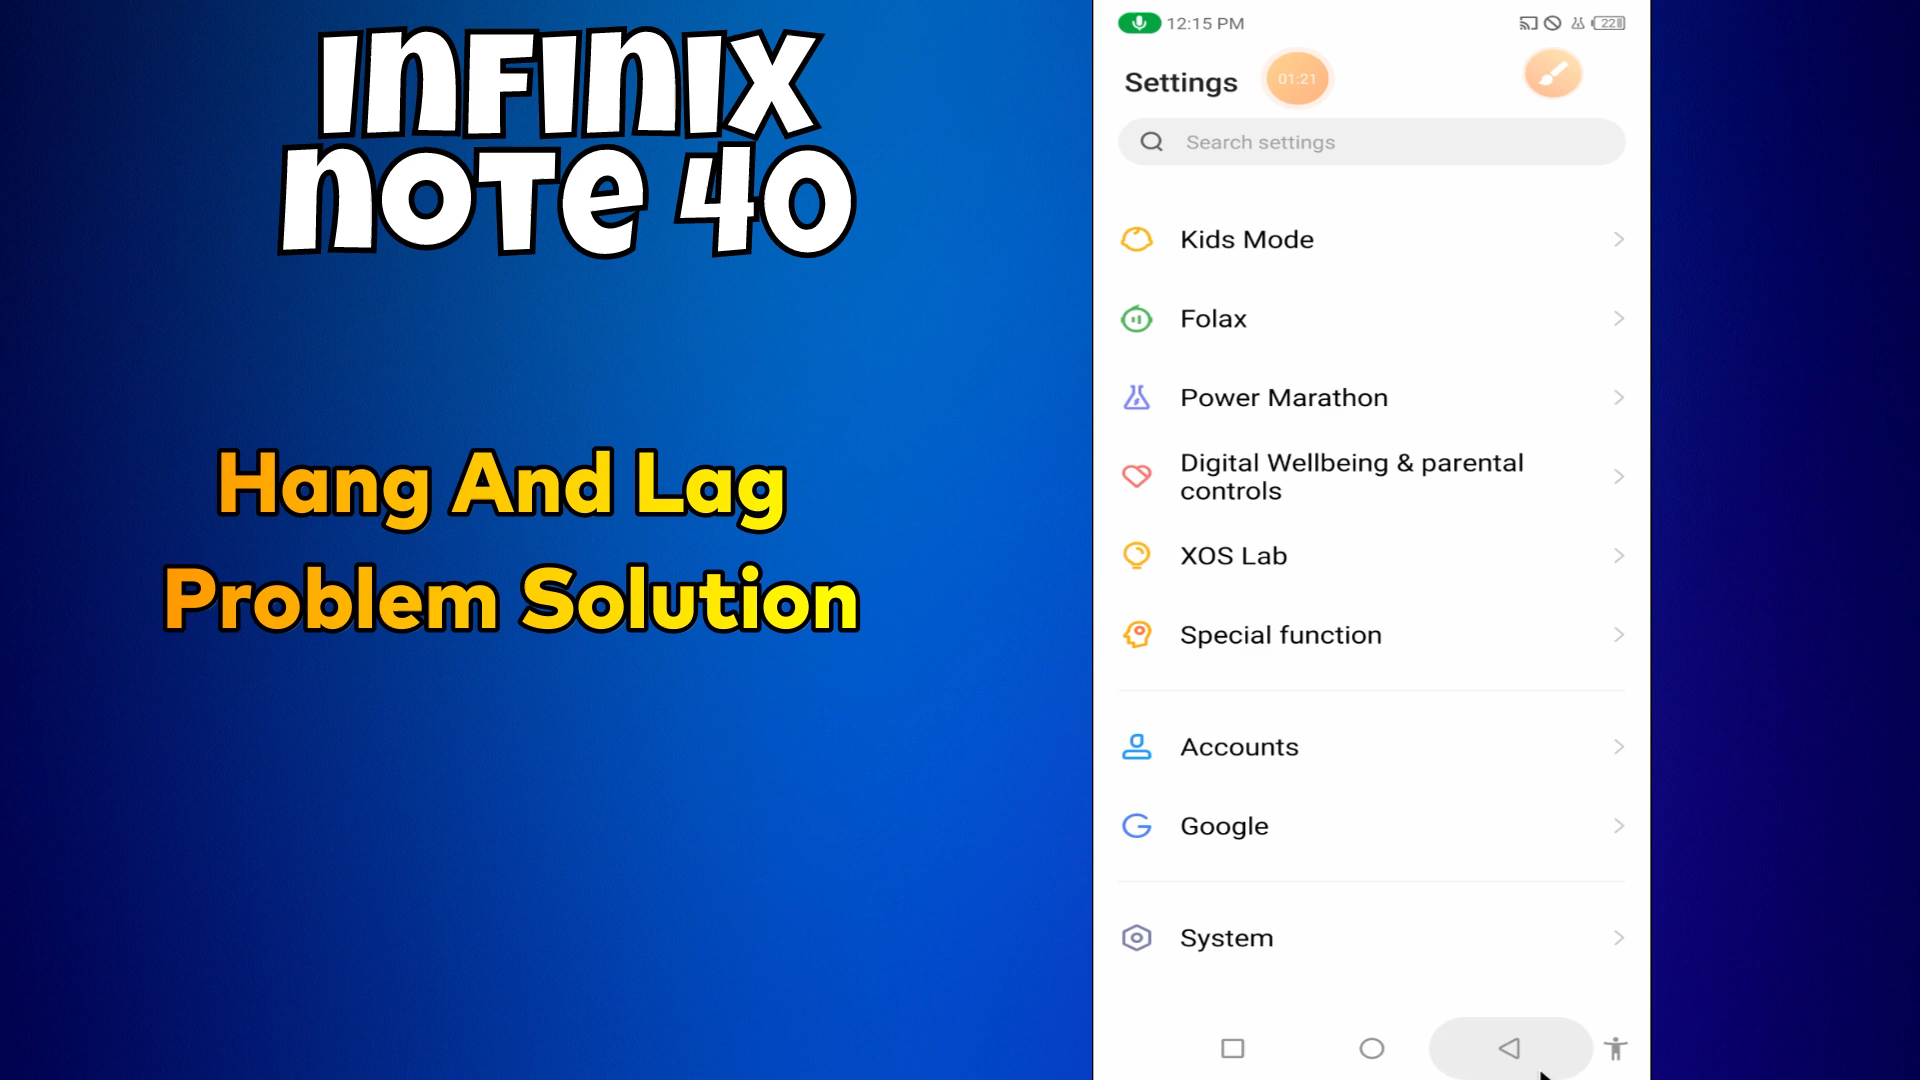 INFINIX
NOTE 40
Hang And Lag
Problem Solution
12:15 PM
22
Settings
01:21
Search settings
Kids Mode
Folax
Power Marathon
Digital Wellbeing & parental
controls
XOS Lab
Special function
Accounts
Google
System